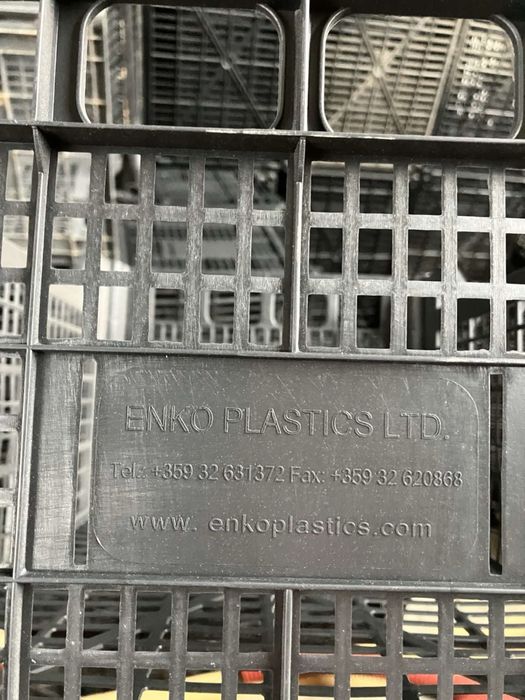 ENKO PLASTICS LTD.
Tel.: +359 32 631372 Fax: +359 32 620868
www. enkoplastics.com